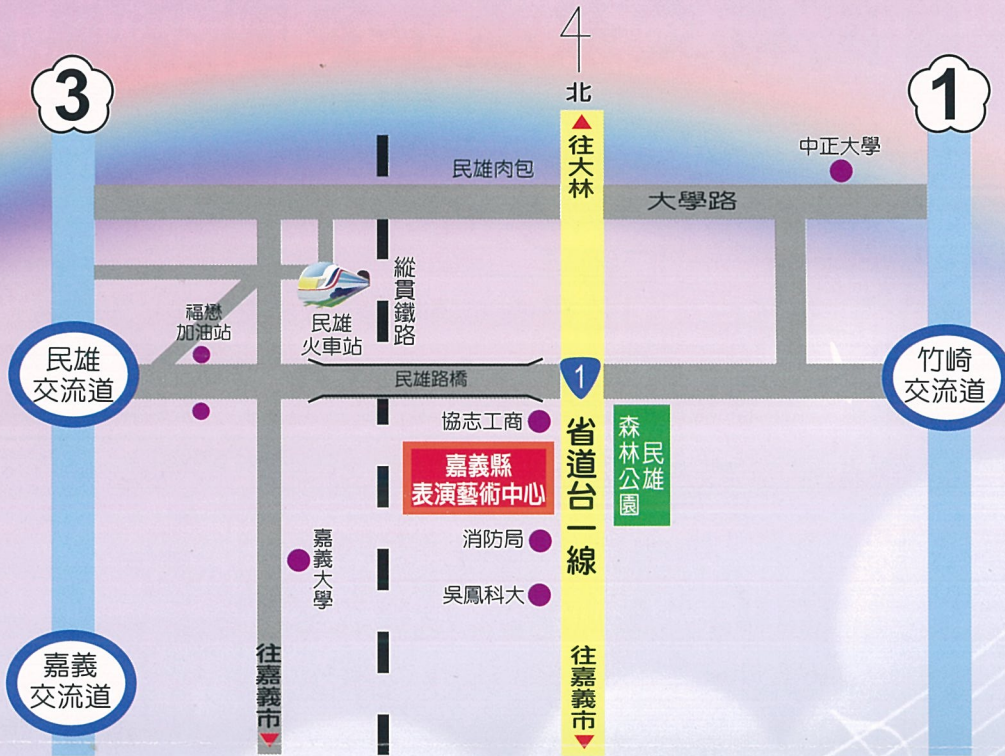 北
3
1
往大林
中正大學
民雄肉包
大學路
縱貫鐵路
民雄
火車站
福懋
加油站
民雄
交流道
民雄路橋
1
竹崎
交流道
協志工商
嘉義縣
表演藝術中心
省道台一線
民雄
森林公園
消防局
吳鳳科大
嘉義大學
嘉義
交流道
往嘉義市
往嘉義市